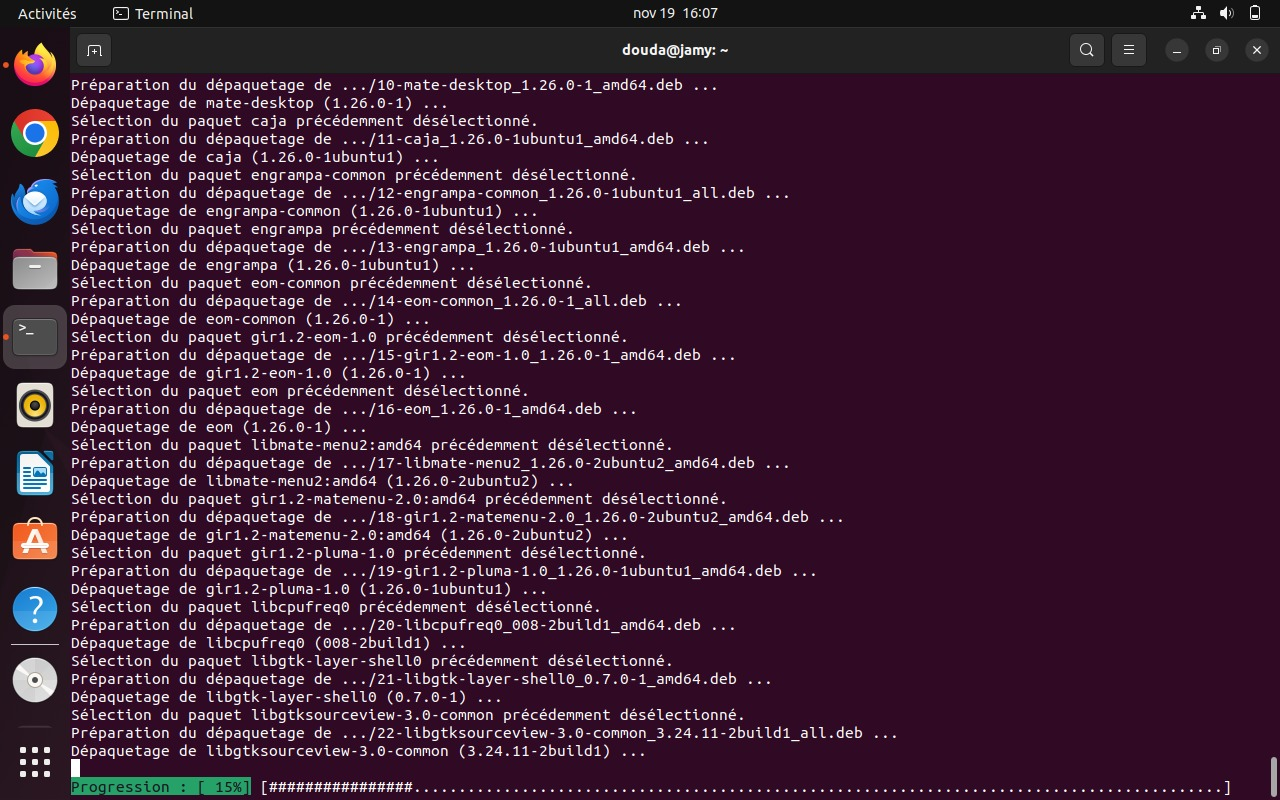 Activités
Terminal
nov 19 16:07
douda@jamy: ~
Préparation du dépaquetage de .../10-mate-desktop_1.26.0-1_amd64.deb ...
Dépaquetage de mate-desktop (1.26.0-1) ...
Sélection du paquet caja précédemment désélectionné.
Préparation du dépaquetage de .../11-caja_1.26.0-1ubuntu1_amd64.deb ...
Dépaquetage de caja (1.26.0-1ubuntu1) ...
Sélection du paquet engrampa-common précédemment désélectionné.
Préparation du dépaquetage de .../12-engrampa-common_1.26.0-1ubuntu1_all.deb ...
Dépaquetage de engrampa-common (1.26.0-1ubuntu1) ...
Sélection du paquet engrampa précédemment désélectionné.
Préparation du dépaquetage de .../13-engrampa_1.26.0-1ubuntu1_amd64.deb ...
Dépaquetage de engrampa (1.26.0-1ubuntu1) ...
Sélection du paquet eom-common précédemment désélectionné.
Préparation du dépaquetage de .../14-eom-common_1.26.0-1_all.deb ...
Dépaquetage de eom-common (1.26.0-1) ...
Sélection du paquet gir1.2-eom-1.0 précédemment désélectionné.
Préparation du dépaquetage de .../15-gir1.2-eom-1.0_1.26.0-1_amd64.deb ...
Dépaquetage de gir1.2-eom-1.0 (1.26.0-1) ...
Sélection du paquet eom précédemment désélectionné.
Préparation du dépaquetage de .../16-eom_1.26.0-1_amd64.deb ...
Dépaquetage de eom (1.26.0-1) ...
Sélection du paquet libmate-menu2:amd64 précédemment désélectionné.
Préparation du dépaquetage de .../17-libmate-menu2_1.26.0-2ubuntu2_amd64.deb ...
Dépaquetage de libmate-menu2:amd64 (1.26.0-2ubuntu2) ...
Sélection du paquet gir1.2-matemenu-2.0:amd64 précédemment désélectionné.
Préparation du dépaquetage de .../18-gir1.2-matemenu-2.0_1.26.0-2ubuntu2_amd64.deb ...
Dépaquetage de gir1.2-matemenu-2.0:amd64 (1.26.0-2ubuntu2) ...
Sélection du paquet gir1.2-pluma-1.0 précédemment désélectionné.
Préparation du dépaquetage de .../19-gir1.2-pluma-1.0_1.26.0-1ubuntu1_amd64.deb ...
Dépaquetage de gir1.2-pluma-1.0 (1.26.0-1ubuntu1) ...
Sélection du paquet libcpufreq0 précédemment désélectionné.
Préparation du dépaquetage de .../20-libcpufreq0_008-2build1_amd64.deb ...
Dépaquetage de libcpufreq0 (008-2build1) ...
Sélection du paquet libgtk-layer-shell0 précédemment désélectionné.
Préparation du dépaquetage de .../21-libgtk-layer-shell0_0.7.0-1_amd64.deb ...
Dépaquetage de libgtk-layer-shell0 (0.7.0-1) ...
Sélection du paquet libgtksourceview-3.0-common précédemment désélectionné.
Préparation du dépaquetage de .../22-libgtksourceview-3.0-common_3.24.11-2build1_all.deb ...
Dépaquetage de libgtksourceview-3.0-common (3.24.11-2build1) ...
Progression : [ 15%] [################..........................................................................................]